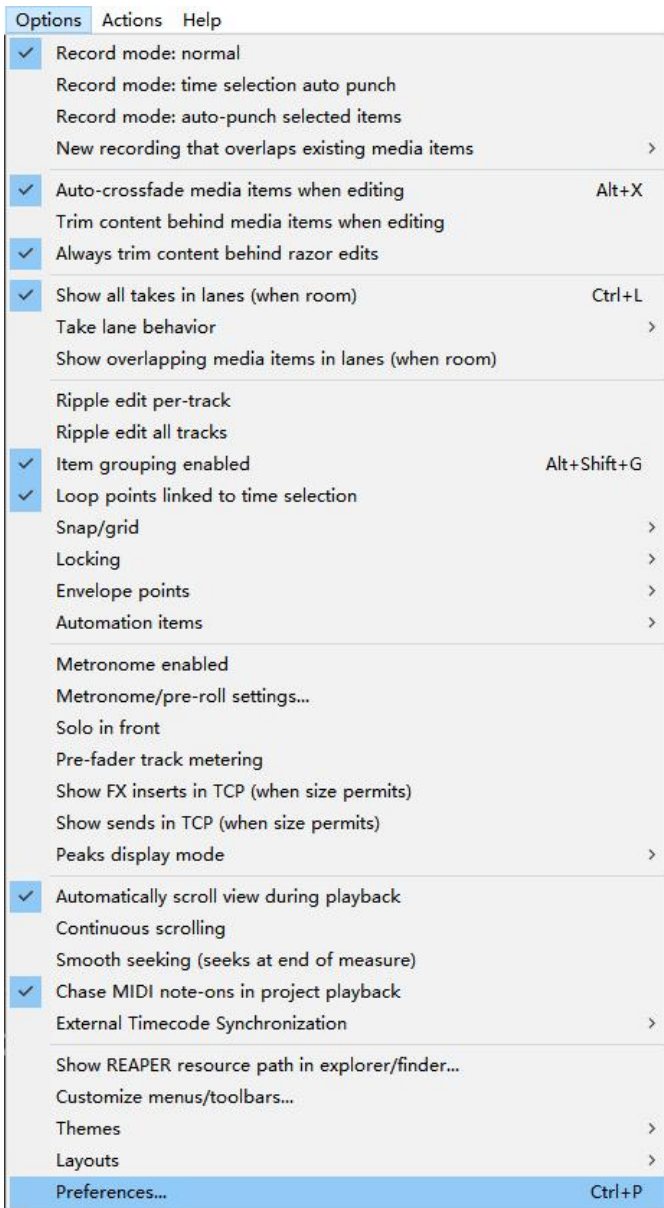 Options Actions Help
Record mode: normal
Record mode: time selection auto punch
Record mode: auto-punch selected items
New recording that overlaps existing media items
Auto-crossfade media items when editing Alt+X
Trim content behind media items when editing
Always trim content behind razor edits
Show all takes in lanes (when room) Ctrl+L
Take lane behavior
Show overlapping media items in lanes (when room)
Ripple edit per-track
Ripple edit all tracks
Item grouping enabled Alt+Shift+G
Loop points linked to time selection
Snap/grid
Locking
Envelope points
Automation items
Metronome enabled
Metronome/pre-roll settings...
Solo in front
Pre-fader track metering
Show FX inserts in TCP (when size permits)
Show sends in TCP (when size permits)
Peaks display mode
Automatically scroll view during playback
Continuous scrolling
Smooth seeking (seeks at end of measure)
Chase MIDI note-ons in project playback
External Timecode Synchronization
Show REAPER resource path in explorer/finder...
Customize menus/toolbars...
Themes
Layouts
Preferences... Ctrl+P